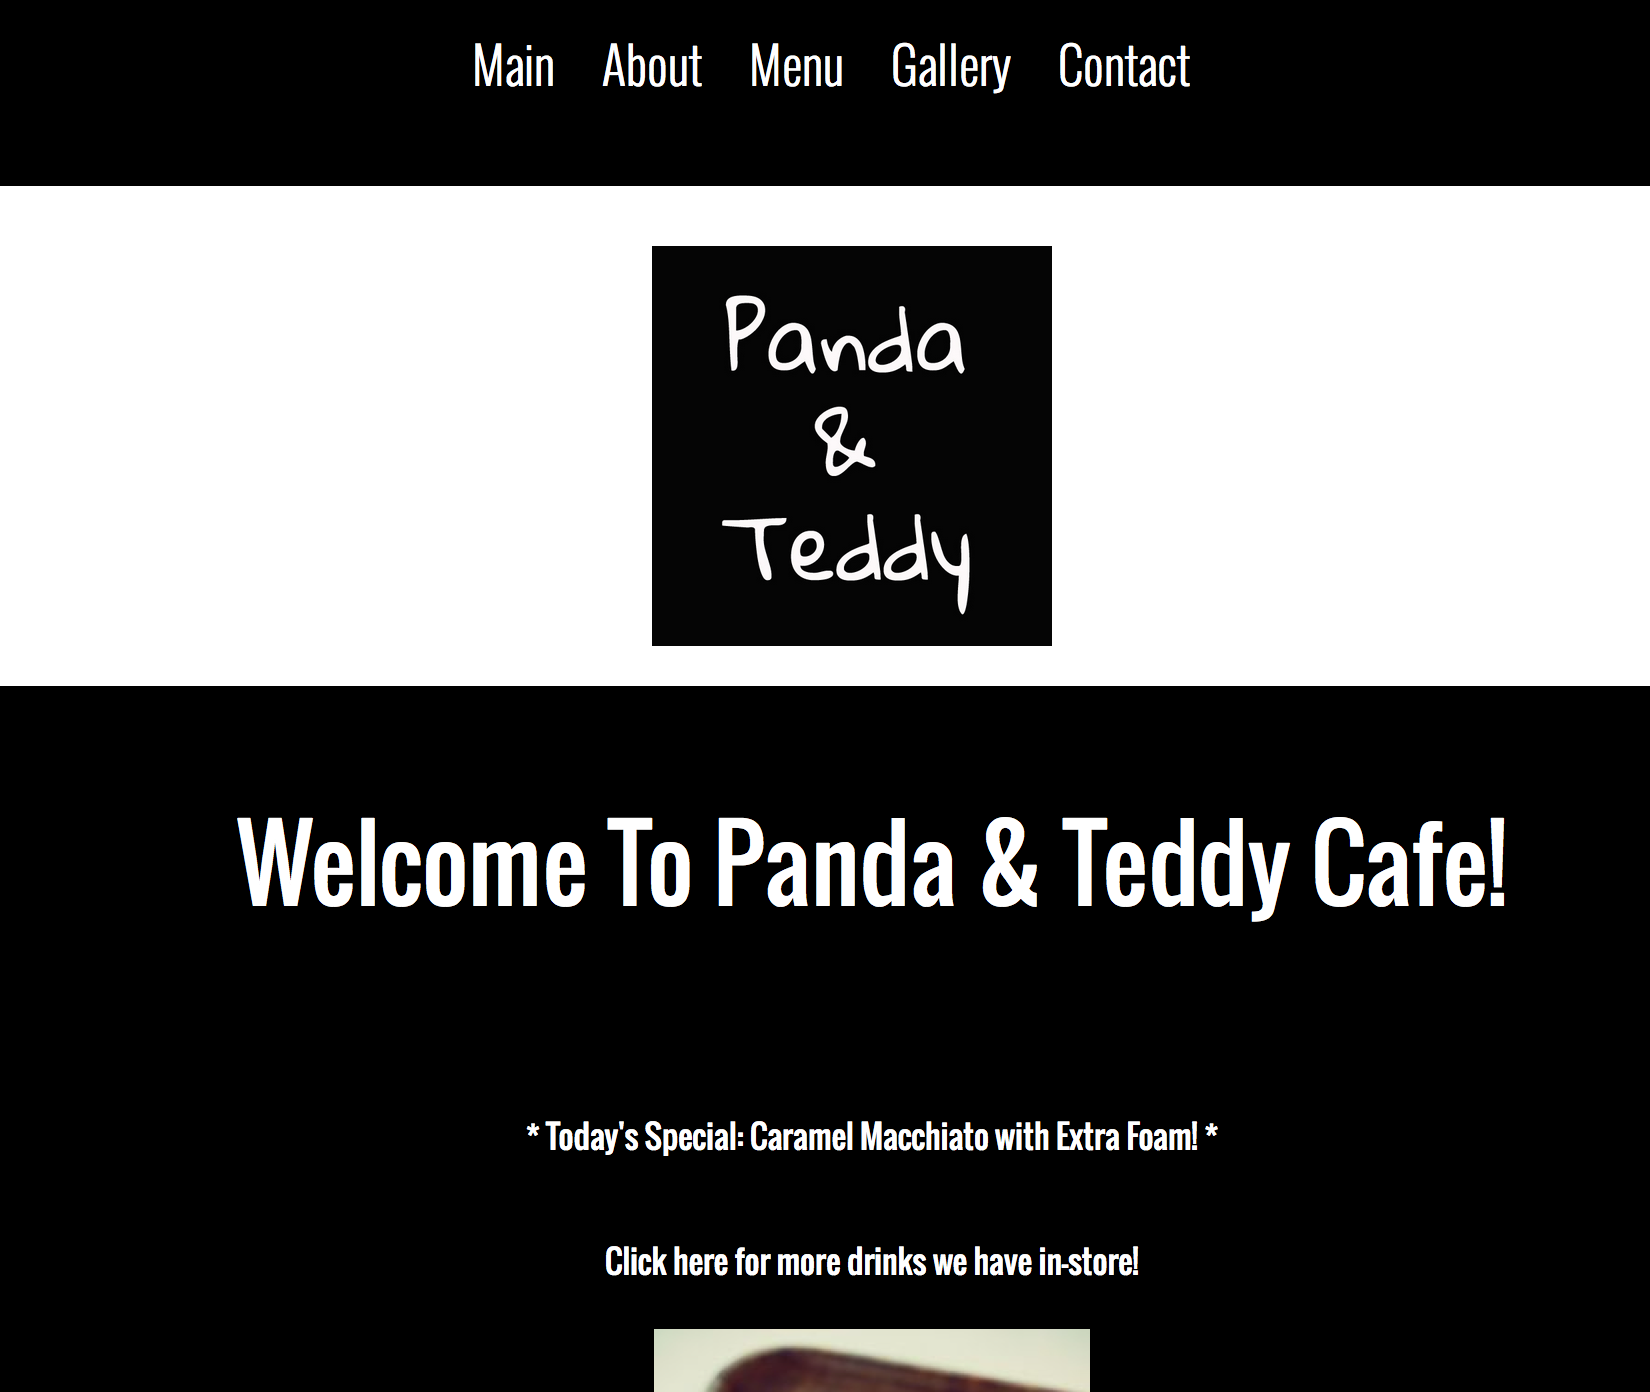 Main About Menu Gallery Contact
Panda
&
Teddy
Welcome To Panda & Teddy Cafe!
* Today's Special: Caramel Macchiato with Extra Foam! *
Click here for more drinks we have in-store!